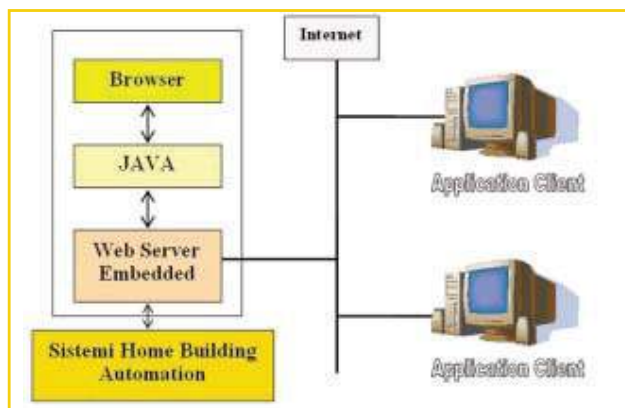 Internet
Browser
JAVA
Web Server
Embedded
Sistemi Home Building
Automation
Application Client
Application Client